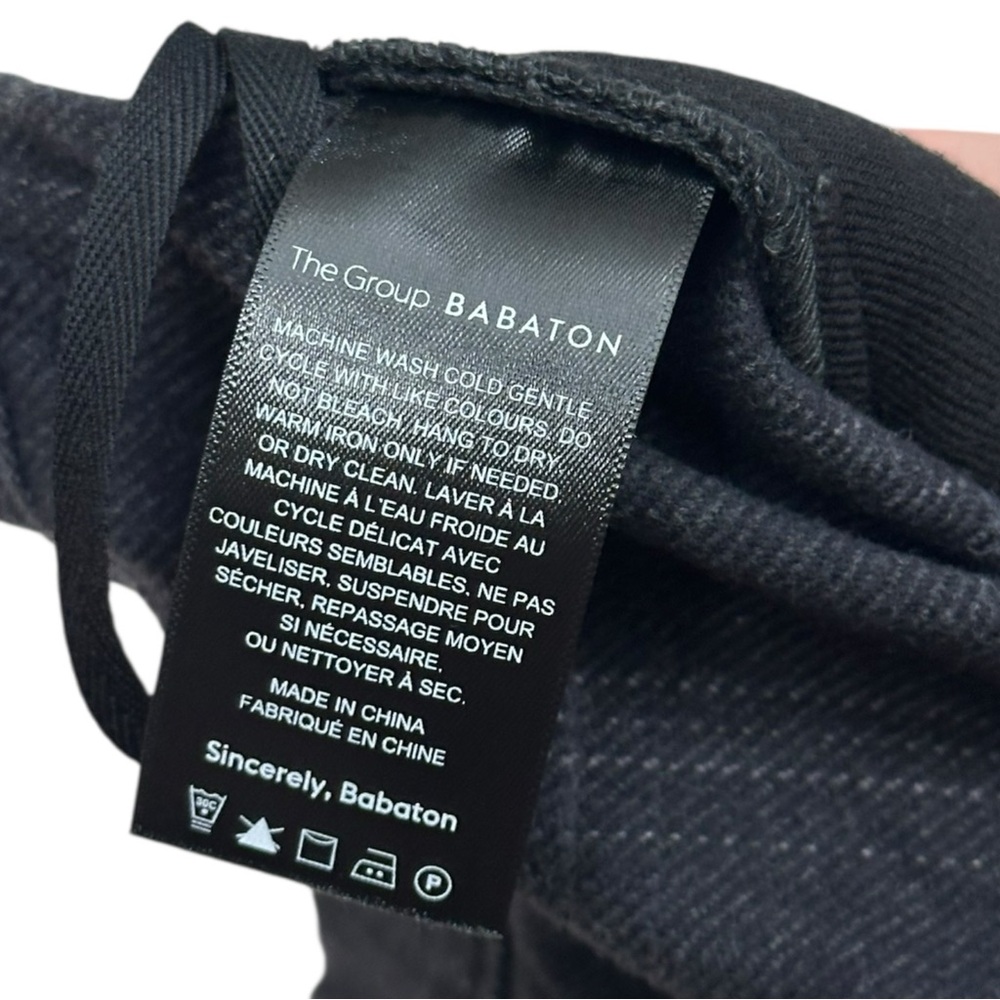 The Group BABATON
MACHINE WASH COLD GENTLE
CYCLE WITH LIKE COLOURS. DO
NOT BLEACH. HANG TO DRY.
WARM IRON ONLY IF NEEDED
OR DRY CLEAN. LAVER À LA
MACHINE À L'EAU FROIDE AU
CYCLE DÉLICAT AVEC
COULEURS SEMBLABLES. NE PAS
JAVELISER. SUSPENDRE POUR
SÉCHER. REPASSAGE MOYEN
SI NÉCESSAIRE.
OU NETTOYER À SEC.
MADE IN CHINA
FABRIQUÉ EN CHINE
Sincerely, Babaton
30C
P